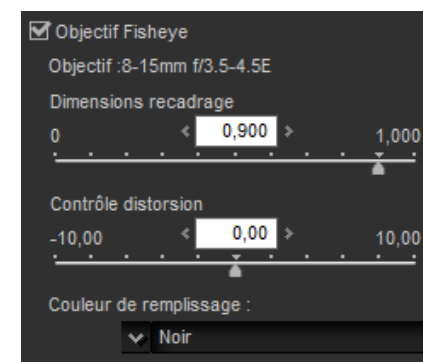 Objectif Fisheye
Objectif :8-15mm f/3.5-4.5E
Dimensions recadrage
0 < 0,900 > 1,000
Contrôle distorsion
-10,00 < 0,00 > 10,00
Couleur de remplissage :
Noir